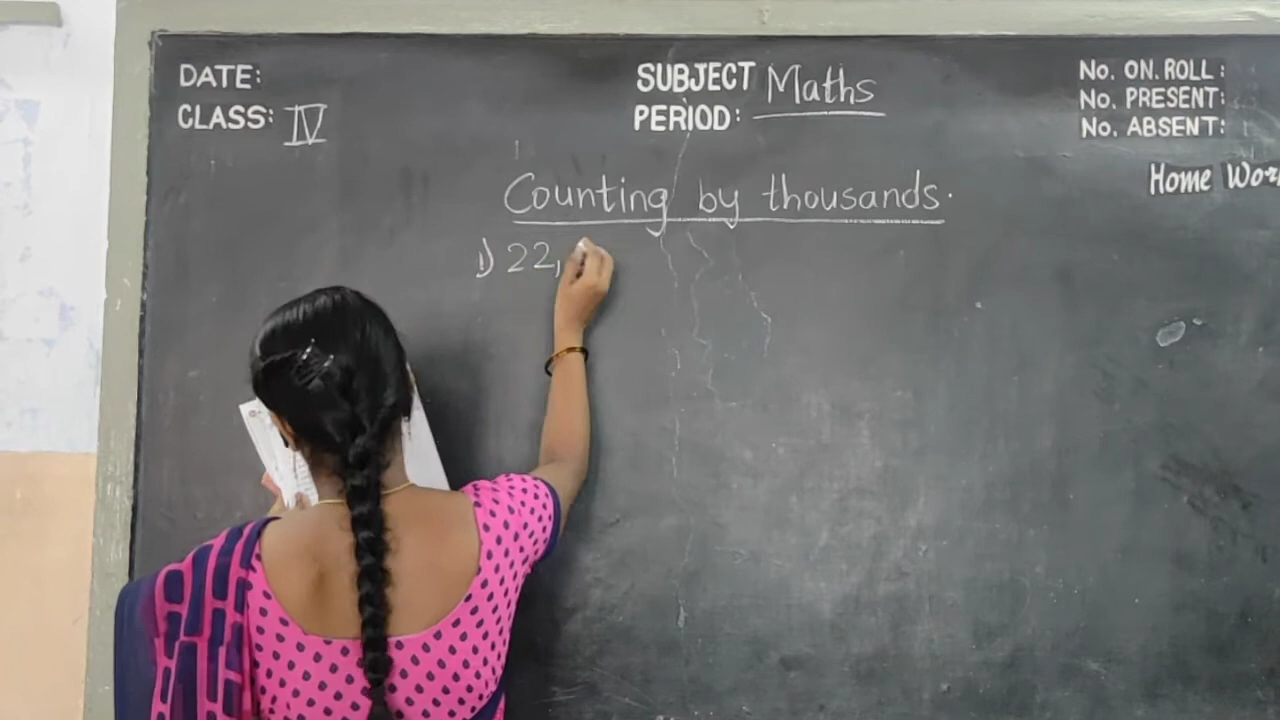 DATE:
CLASS: IV
SUBJECT Maths
PERIOD:
No. ON. ROLL:
No. PRESENT:
No. ABSENT:
Home
Counting by thousands.
1) 22,